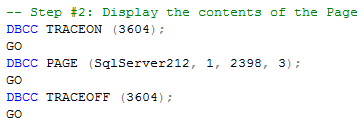 -- Step #2: Display the contents of the Page
DBCC TRACEON (3604);
GO
DBCC PAGE (SqlServer212, 1, 2398, 3);
GO
DBCC TRACEOFF (3604);
GO